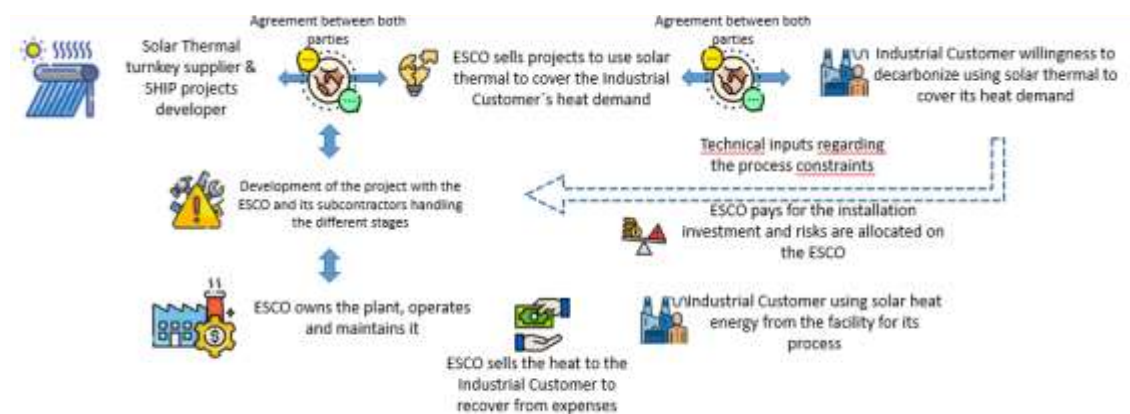 Agreement between both
parties
Solar Thermal
turnkey supplier &
SHIP projects
developer
ESCO sells projects to use solar
thermal to cover the Industrial
Customer´s heat demand
Agreement between both
parties
Industrial Customer willingness to
decarbonize using solar thermal to
cover its heat demand
Technical inputs regarding
the process constraints
Development of the project with the
ESCO and its subcontractors handling
the different stages
ESCO pays for the installation
investment and risks are allocated on
the ESCO
ESCO owns the plant, operates
and maintains it
ESCO sells the heat to the
Industrial Customer to
recover from expenses
Industrial Customer using solar heat
energy from the facility for its
process